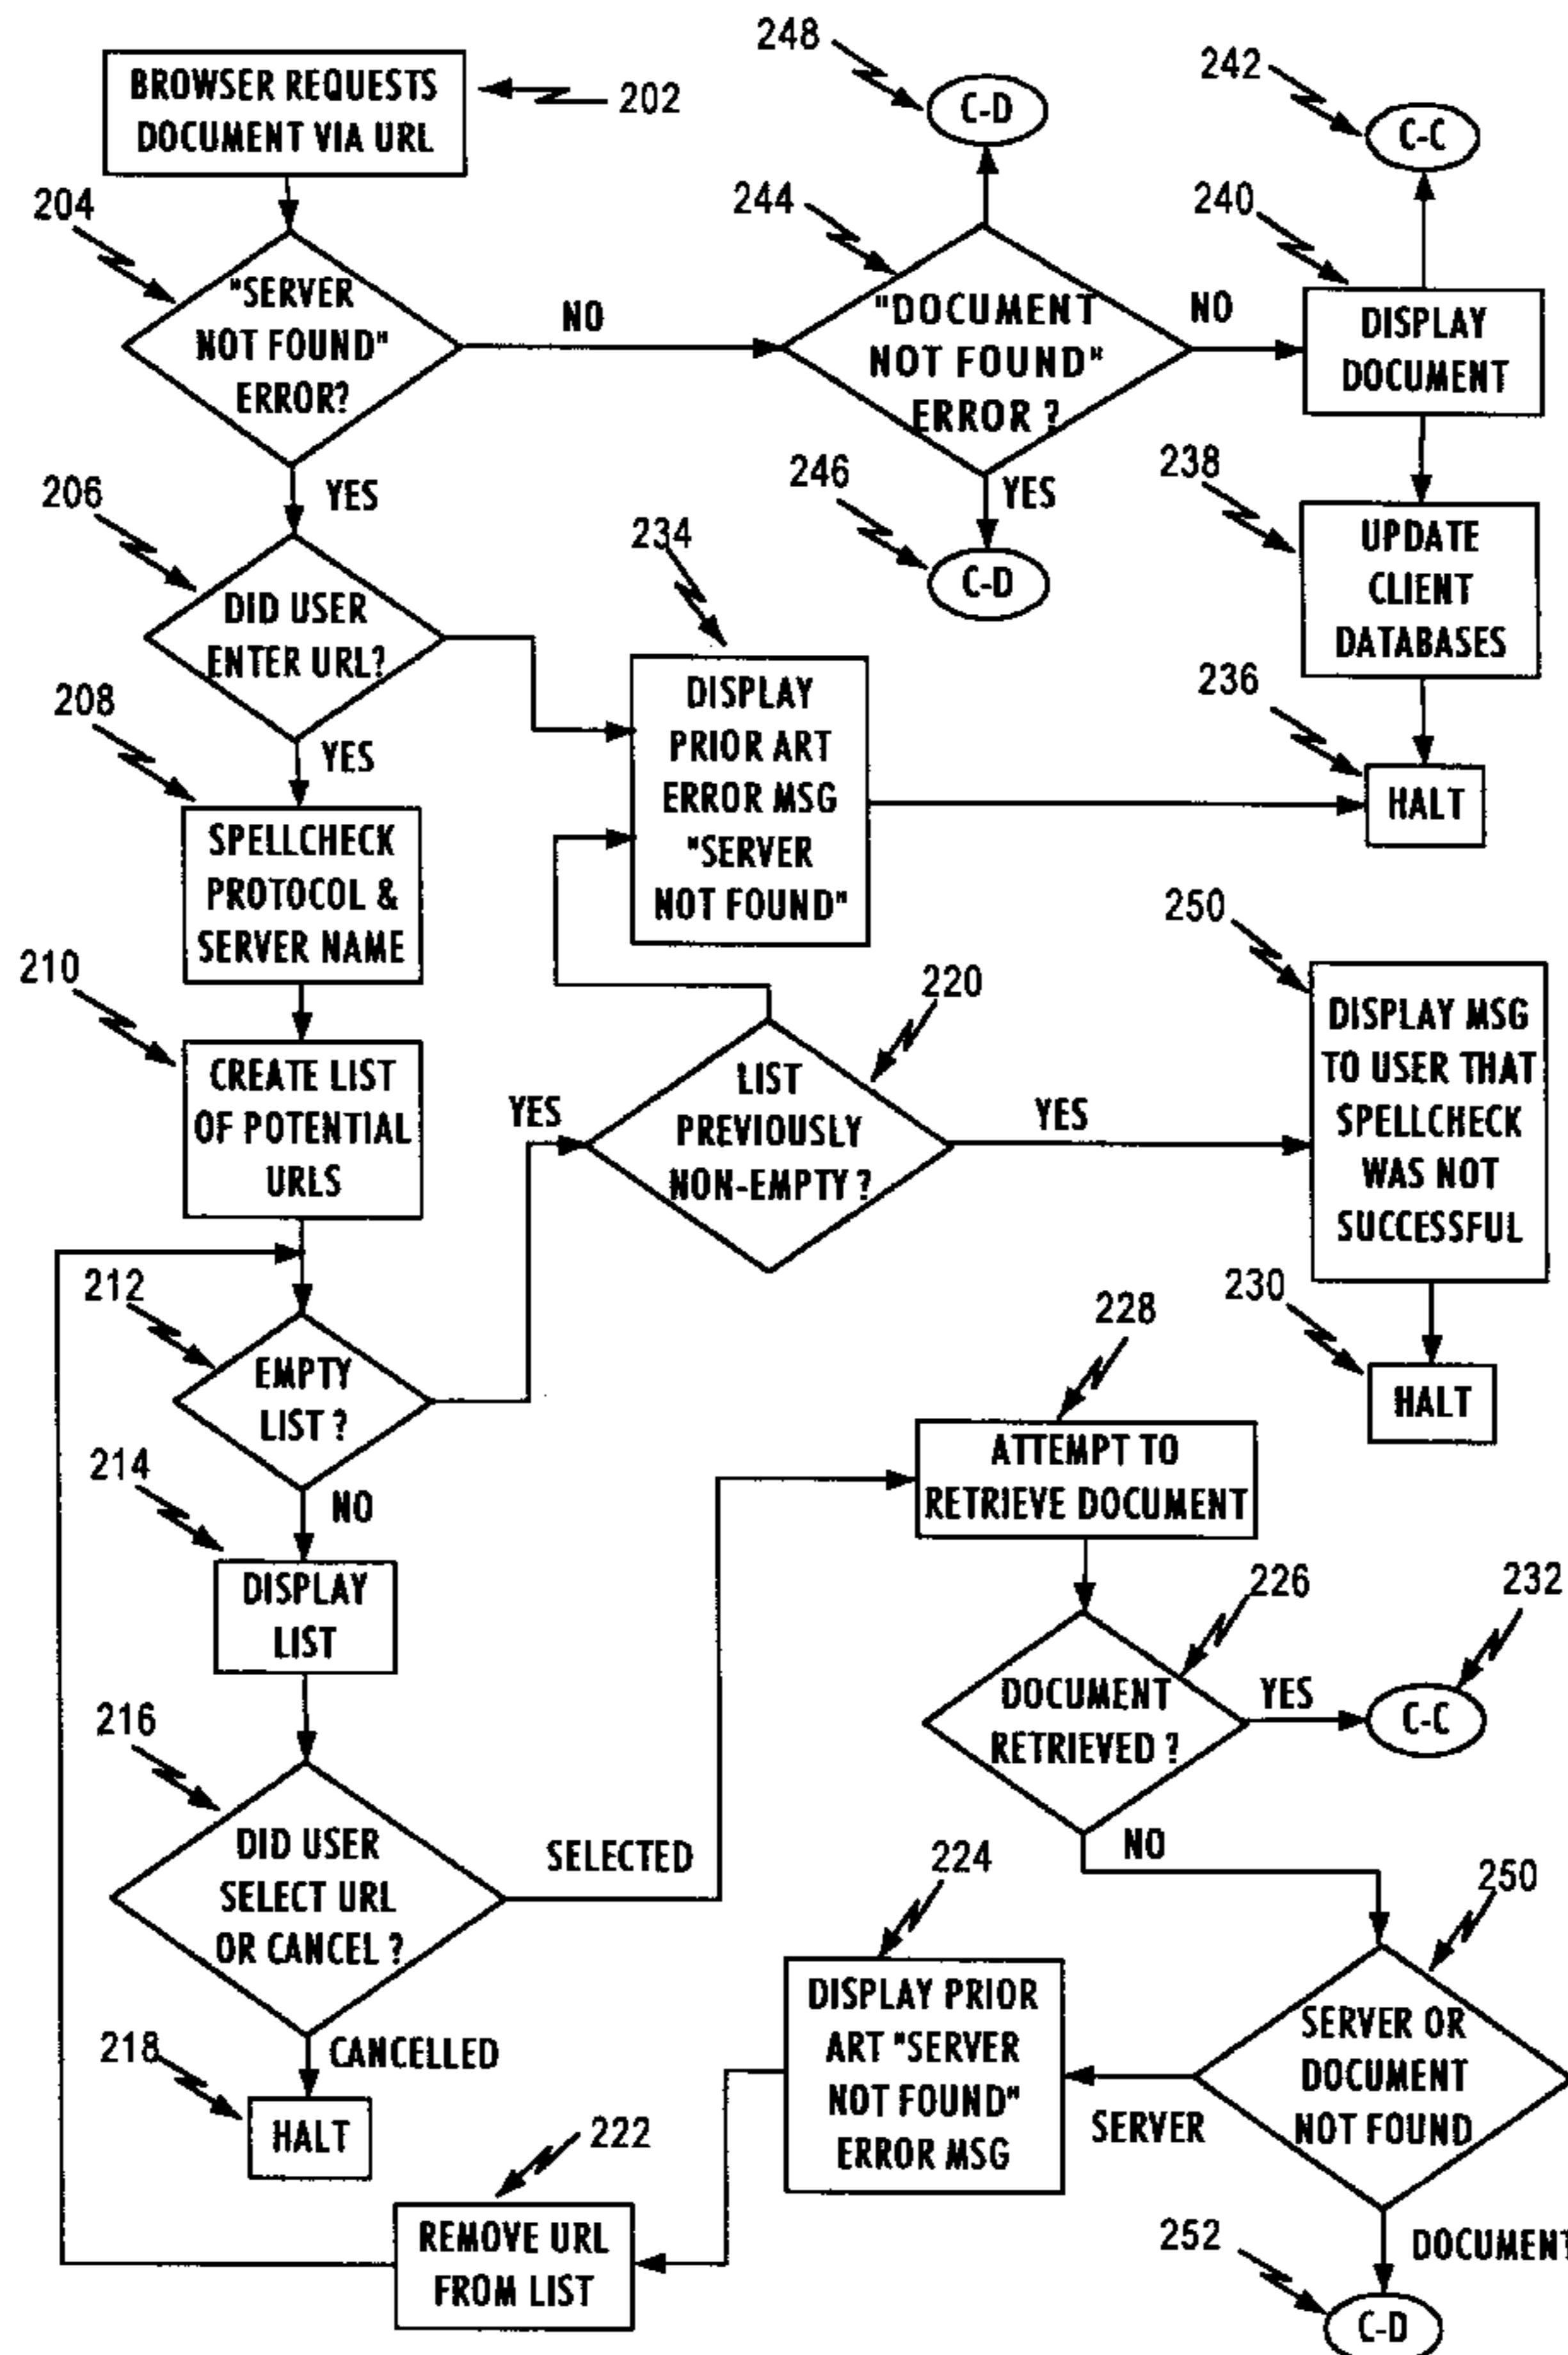 BROWSER REQUESTS
DOCUMENT VIA URL
202
248
C-D
242
C-C
204
"SERVER
NOT FOUND"
ERROR?
NO
244
"DOCUMENT
NOT FOUND"
ERROR ?
NO
240
DISPLAY
DOCUMENT
YES
206
DID USER
ENTER URL?
YES
246
C-D
238
UPDATE
CLIENT
DATABASES
234
DISPLAY
PRIOR ART
ERROR MSG
"SERVER
NOT FOUND"
236
HALT
YES
208
SPELLCHECK
PROTOCOL &
SERVER NAME
210
CREATE LIST
OF POTENTIAL
URLS
YES
220
LIST
PREVIOUSLY
NON-EMPTY ?
YES
250
DISPLAY MSG
TO USER THAT
SPELLCHECK
WAS NOT
SUCCESSFUL
230
HALT
212
EMPTY
LIST ?
NO
214
DISPLAY
LIST
228
ATTEMPT TO
RETRIEVE DOCUMENT
226
DOCUMENT
RETRIEVED ?
YES
232
C-C
NO
216
DID USER
SELECT URL
OR CANCEL ?
SELECTED
CANCELLED
218
HALT
224
DISPLAY PRIOR
ART "SERVER
NOT FOUND"
ERROR MSG
250
SERVER OR
DOCUMENT
NOT FOUND
SERVER
DOCUMENT
222
REMOVE URL
FROM LIST
252
C-D